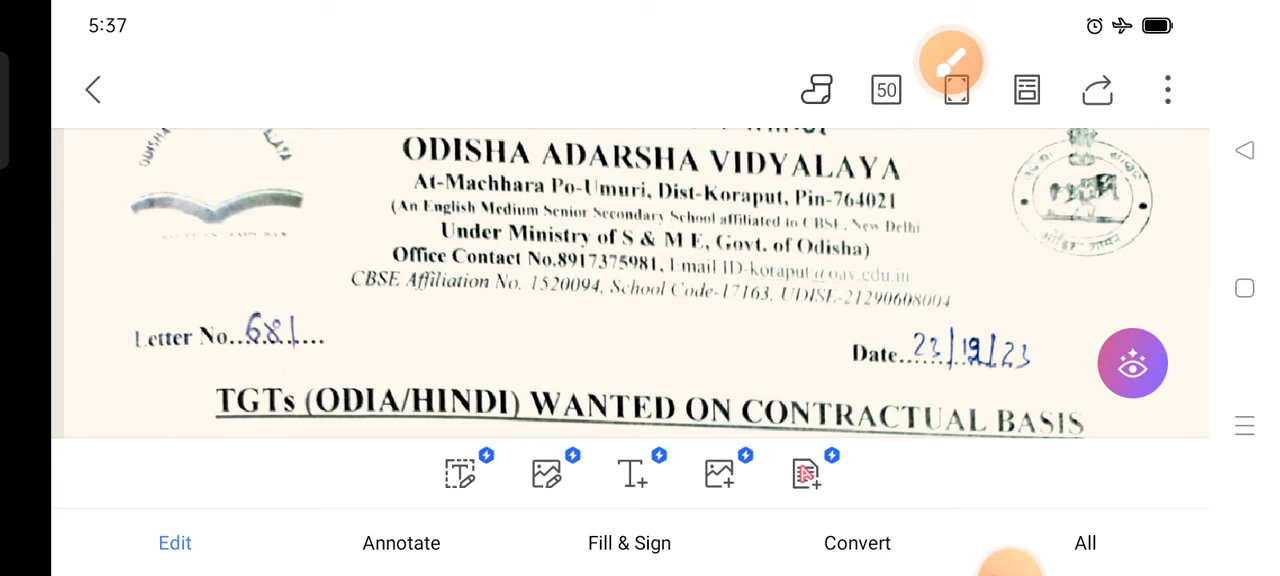 5:37
50
ODISHA ADARSHA VIDYALAYA
At-Machhara Po-Umuri, Dist-Koraput, Pin-764021
(An English Medium Senior Secondary School affiliated to CBSE, New Delhi
Under Ministry of S & M E, Govt. of Odisha)
Office Contact No.8917375981, Email ID-koraput@oav.edu.in
CBSE Affiliation No. 1520094, School Code-17163, UDISE-21290608004
Letter No..681....
Date..23/12/23
TGTs (ODIA/HINDI) WANTED ON CONTRACTUAL BASIS
Edit Annotate Fill & Sign Convert All